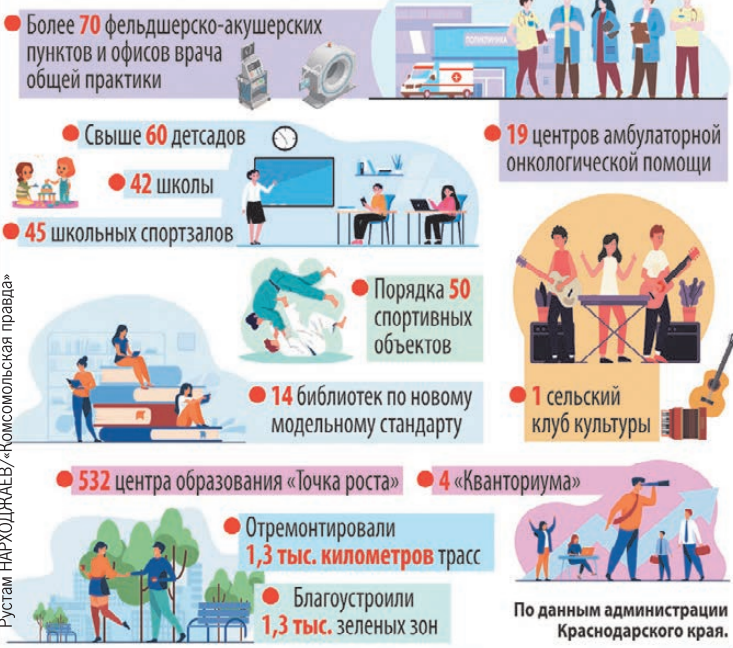 Более 70 фельдшерско-акушерских
пунктов и офисов врача
общей практики
ПОЛИКЛИНИКА
Свыше 60 детсадов
42 школы
45 школьных спортзалов
19 центров амбулаторной
онкологической помощи
Порядка 50
спортивных
объектов
14 библиотек по новому
модельному стандарту
1 сельский
клуб культуры
532 центра образования «Точка роста»
4 «Кванториума»
Отремонтировали
1,3 тыс. километров трасс
Благоустроили
1,3 тыс. зеленых зон
По данным администрации
Краснодарского края.
Рустам НАРХОДЖАЕВ/«Комсомольская правда»